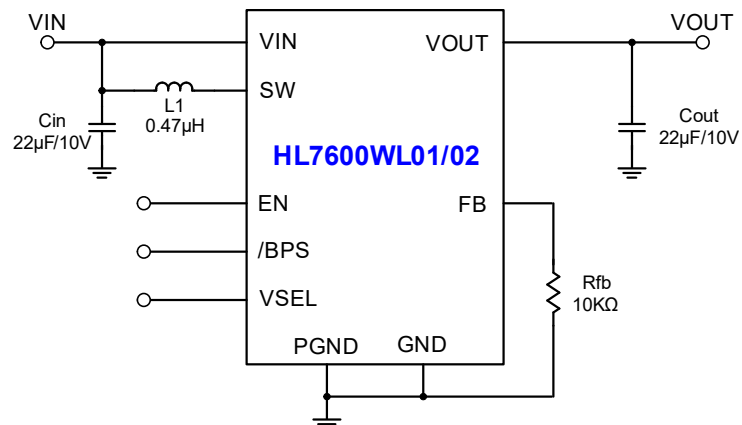 VIN
VOUT
VIN
VOUT
SW
L1
0.47µH
Cin
22µF/10V
Cout
22µF/10V
HL7600WL01/02
EN
FB
/BPS
VSEL
Rfb
10KΩ
PGND
GND